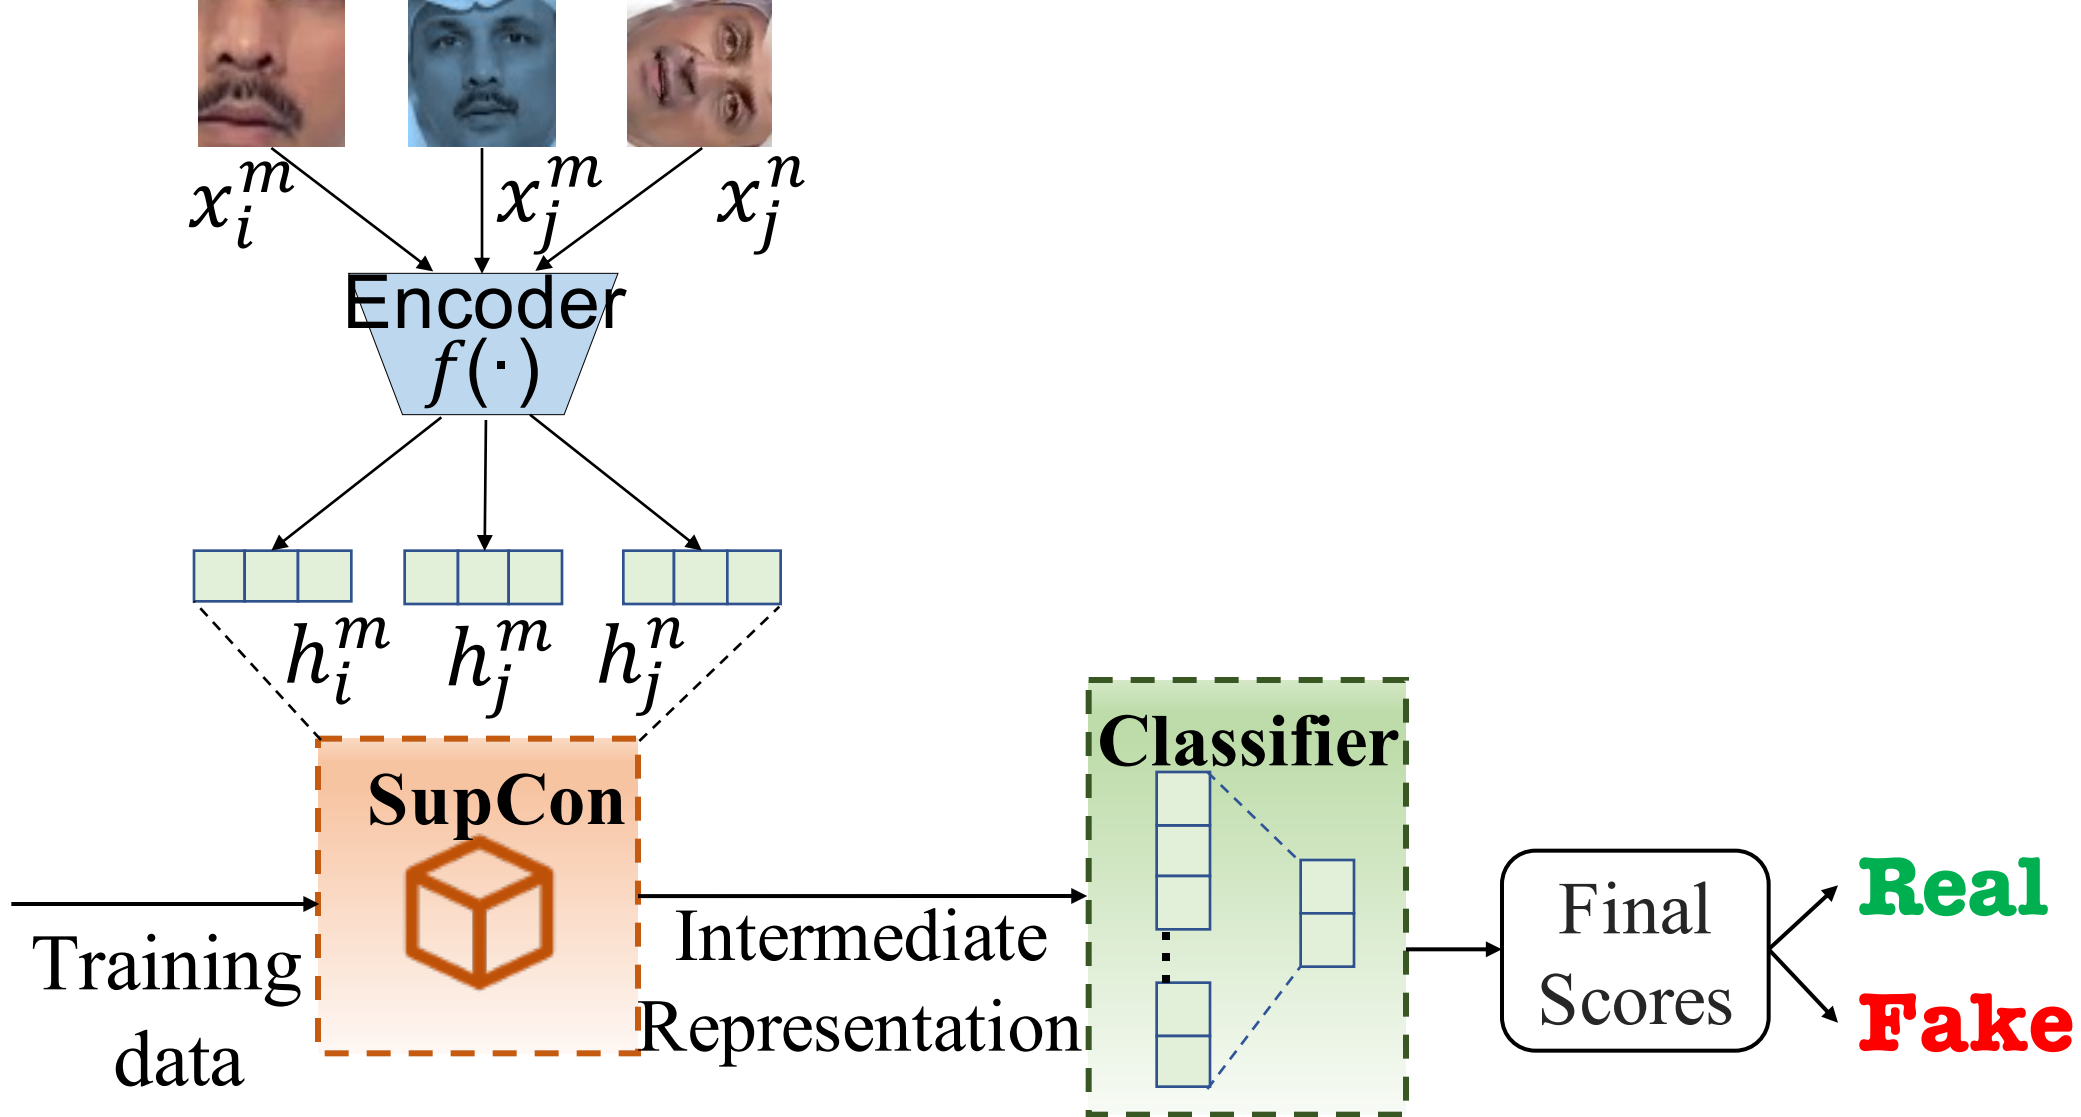 x_i^m x_j^m x_j^n
Encoder
f(·)
h_i^m h_j^m h_j^n
SupCon
Classifier
Training
data
Intermediate
Representation
Final
Scores
Real
Fake